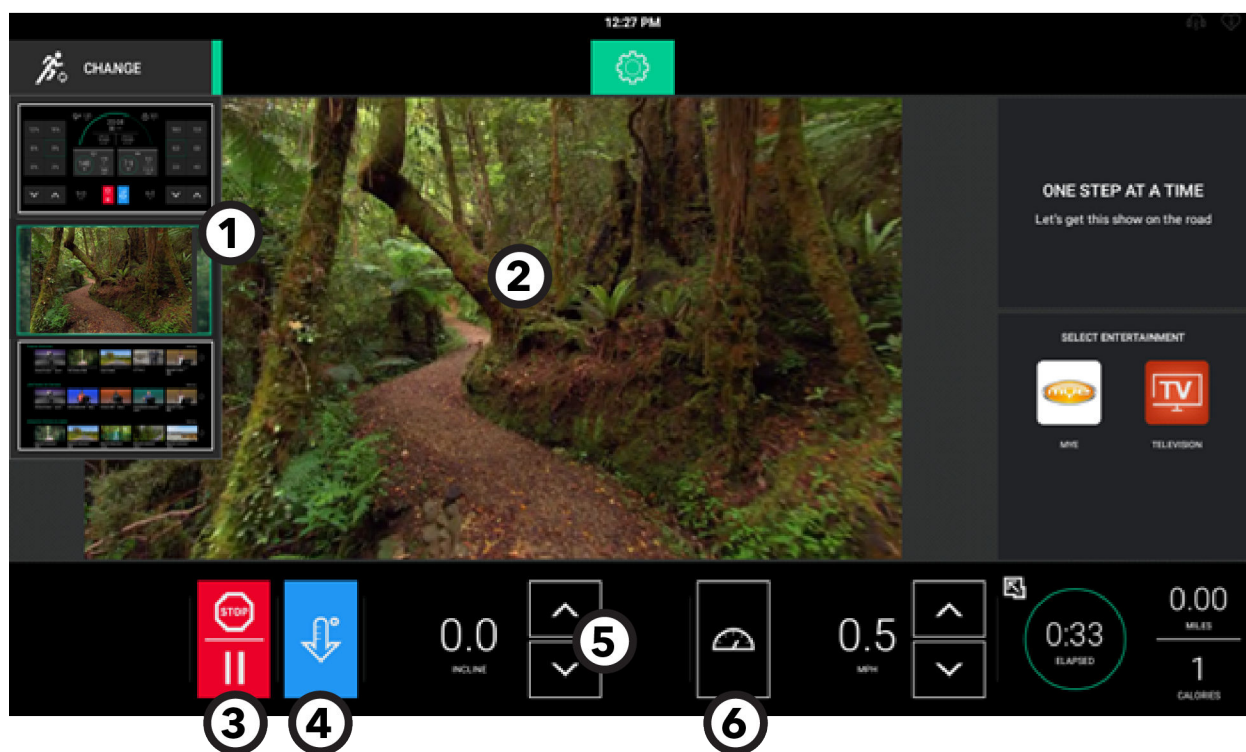 12:27 PM
CHANGE
1
2
ONE STEP AT A TIME
Let's get this show on the road
SELECT ENTERTAINMENT
mye
TV
MYE
TELEVISION
STOP
0.0
INCLINE
5
0.5
MPH
0:33
ELAPSED
0.00
MILES
1
CALORIES
3
4
6